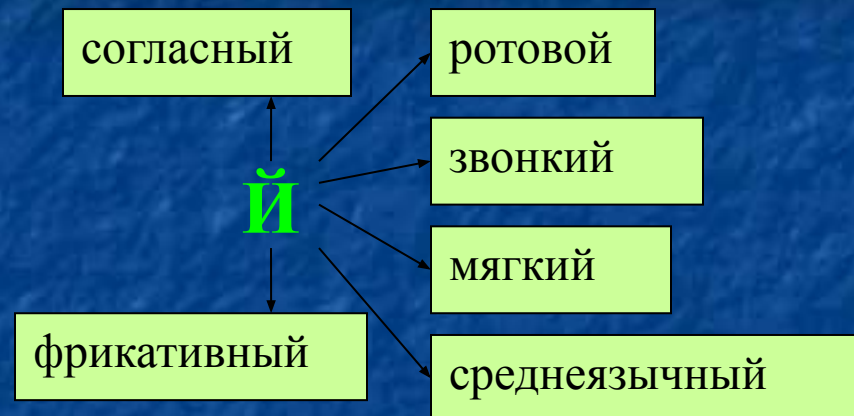 согласный
ротовой
звонкий
Й
мягкий
фрикативный
среднеязычный